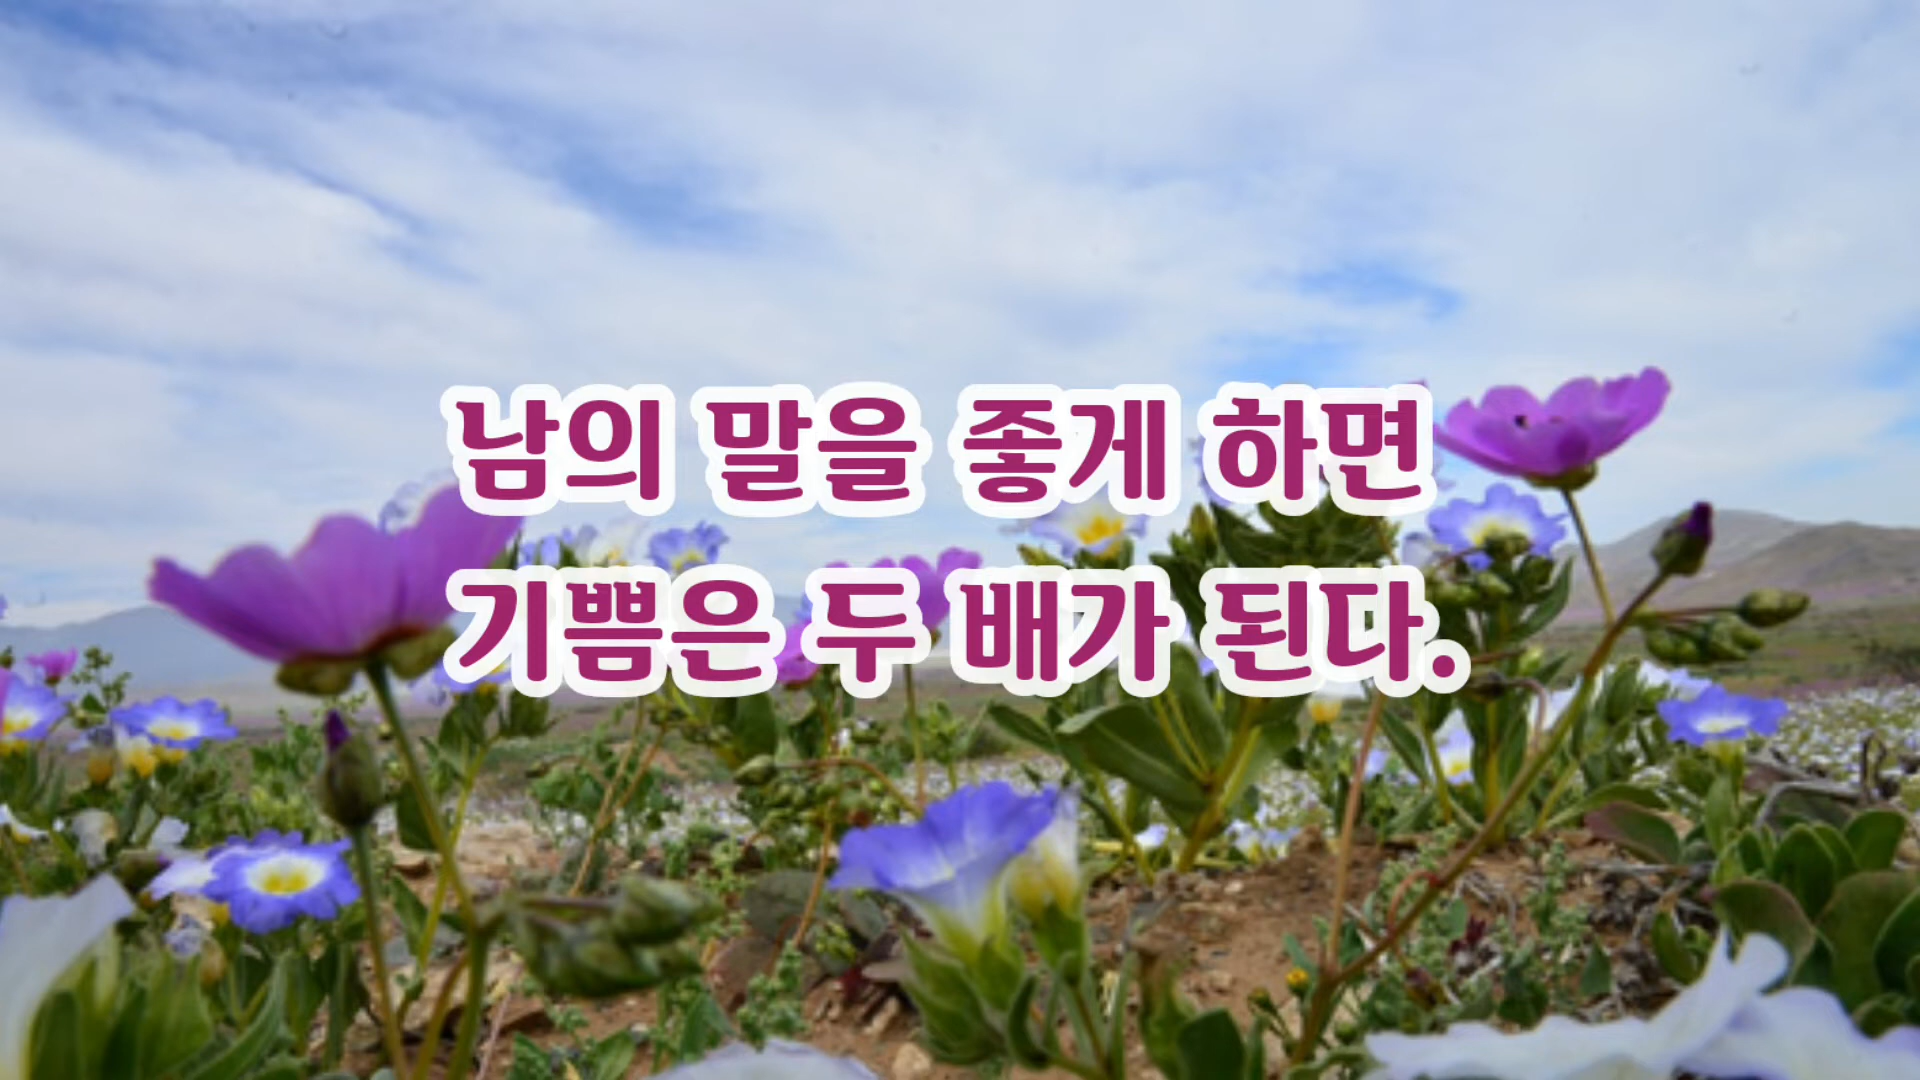 남의 말을 좋게 하면
기쁨은 두 배가 된다.